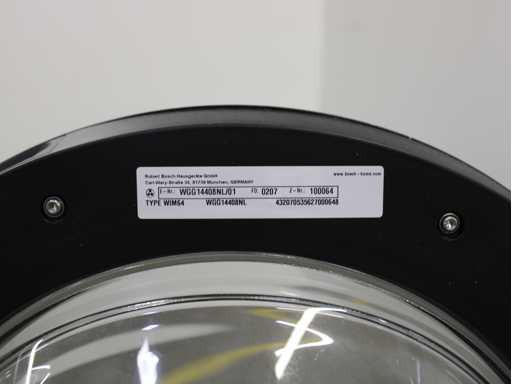 Robert Bosch Hausgeräte GmbH www.bosch-home.com
Carl-Wery-Straße 34, 81739 München, GERMANY
E-Nr.: WGG14408NL/01 FD: 0207 Z-Nr.: 100064
TYPE WIM64 WGG14408NL 432070535627000648